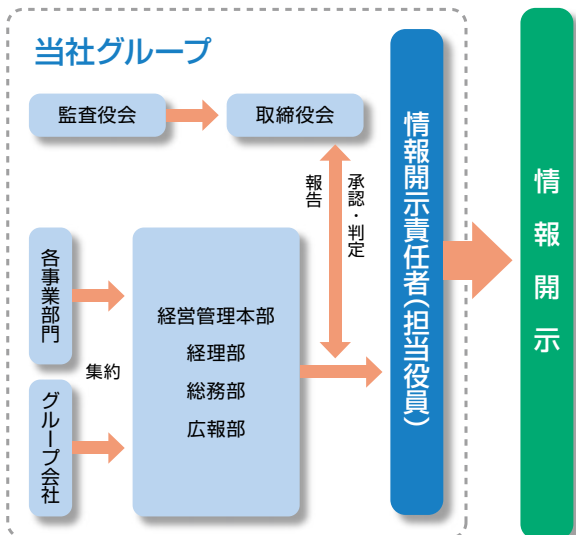 当社グループ
監査役会
取締役会
報告
承認・判定
各事業部門
集約
グループ会社
経営管理本部
経理部
総務部
広報部
情報開示責任者(担当役員)
情報開示